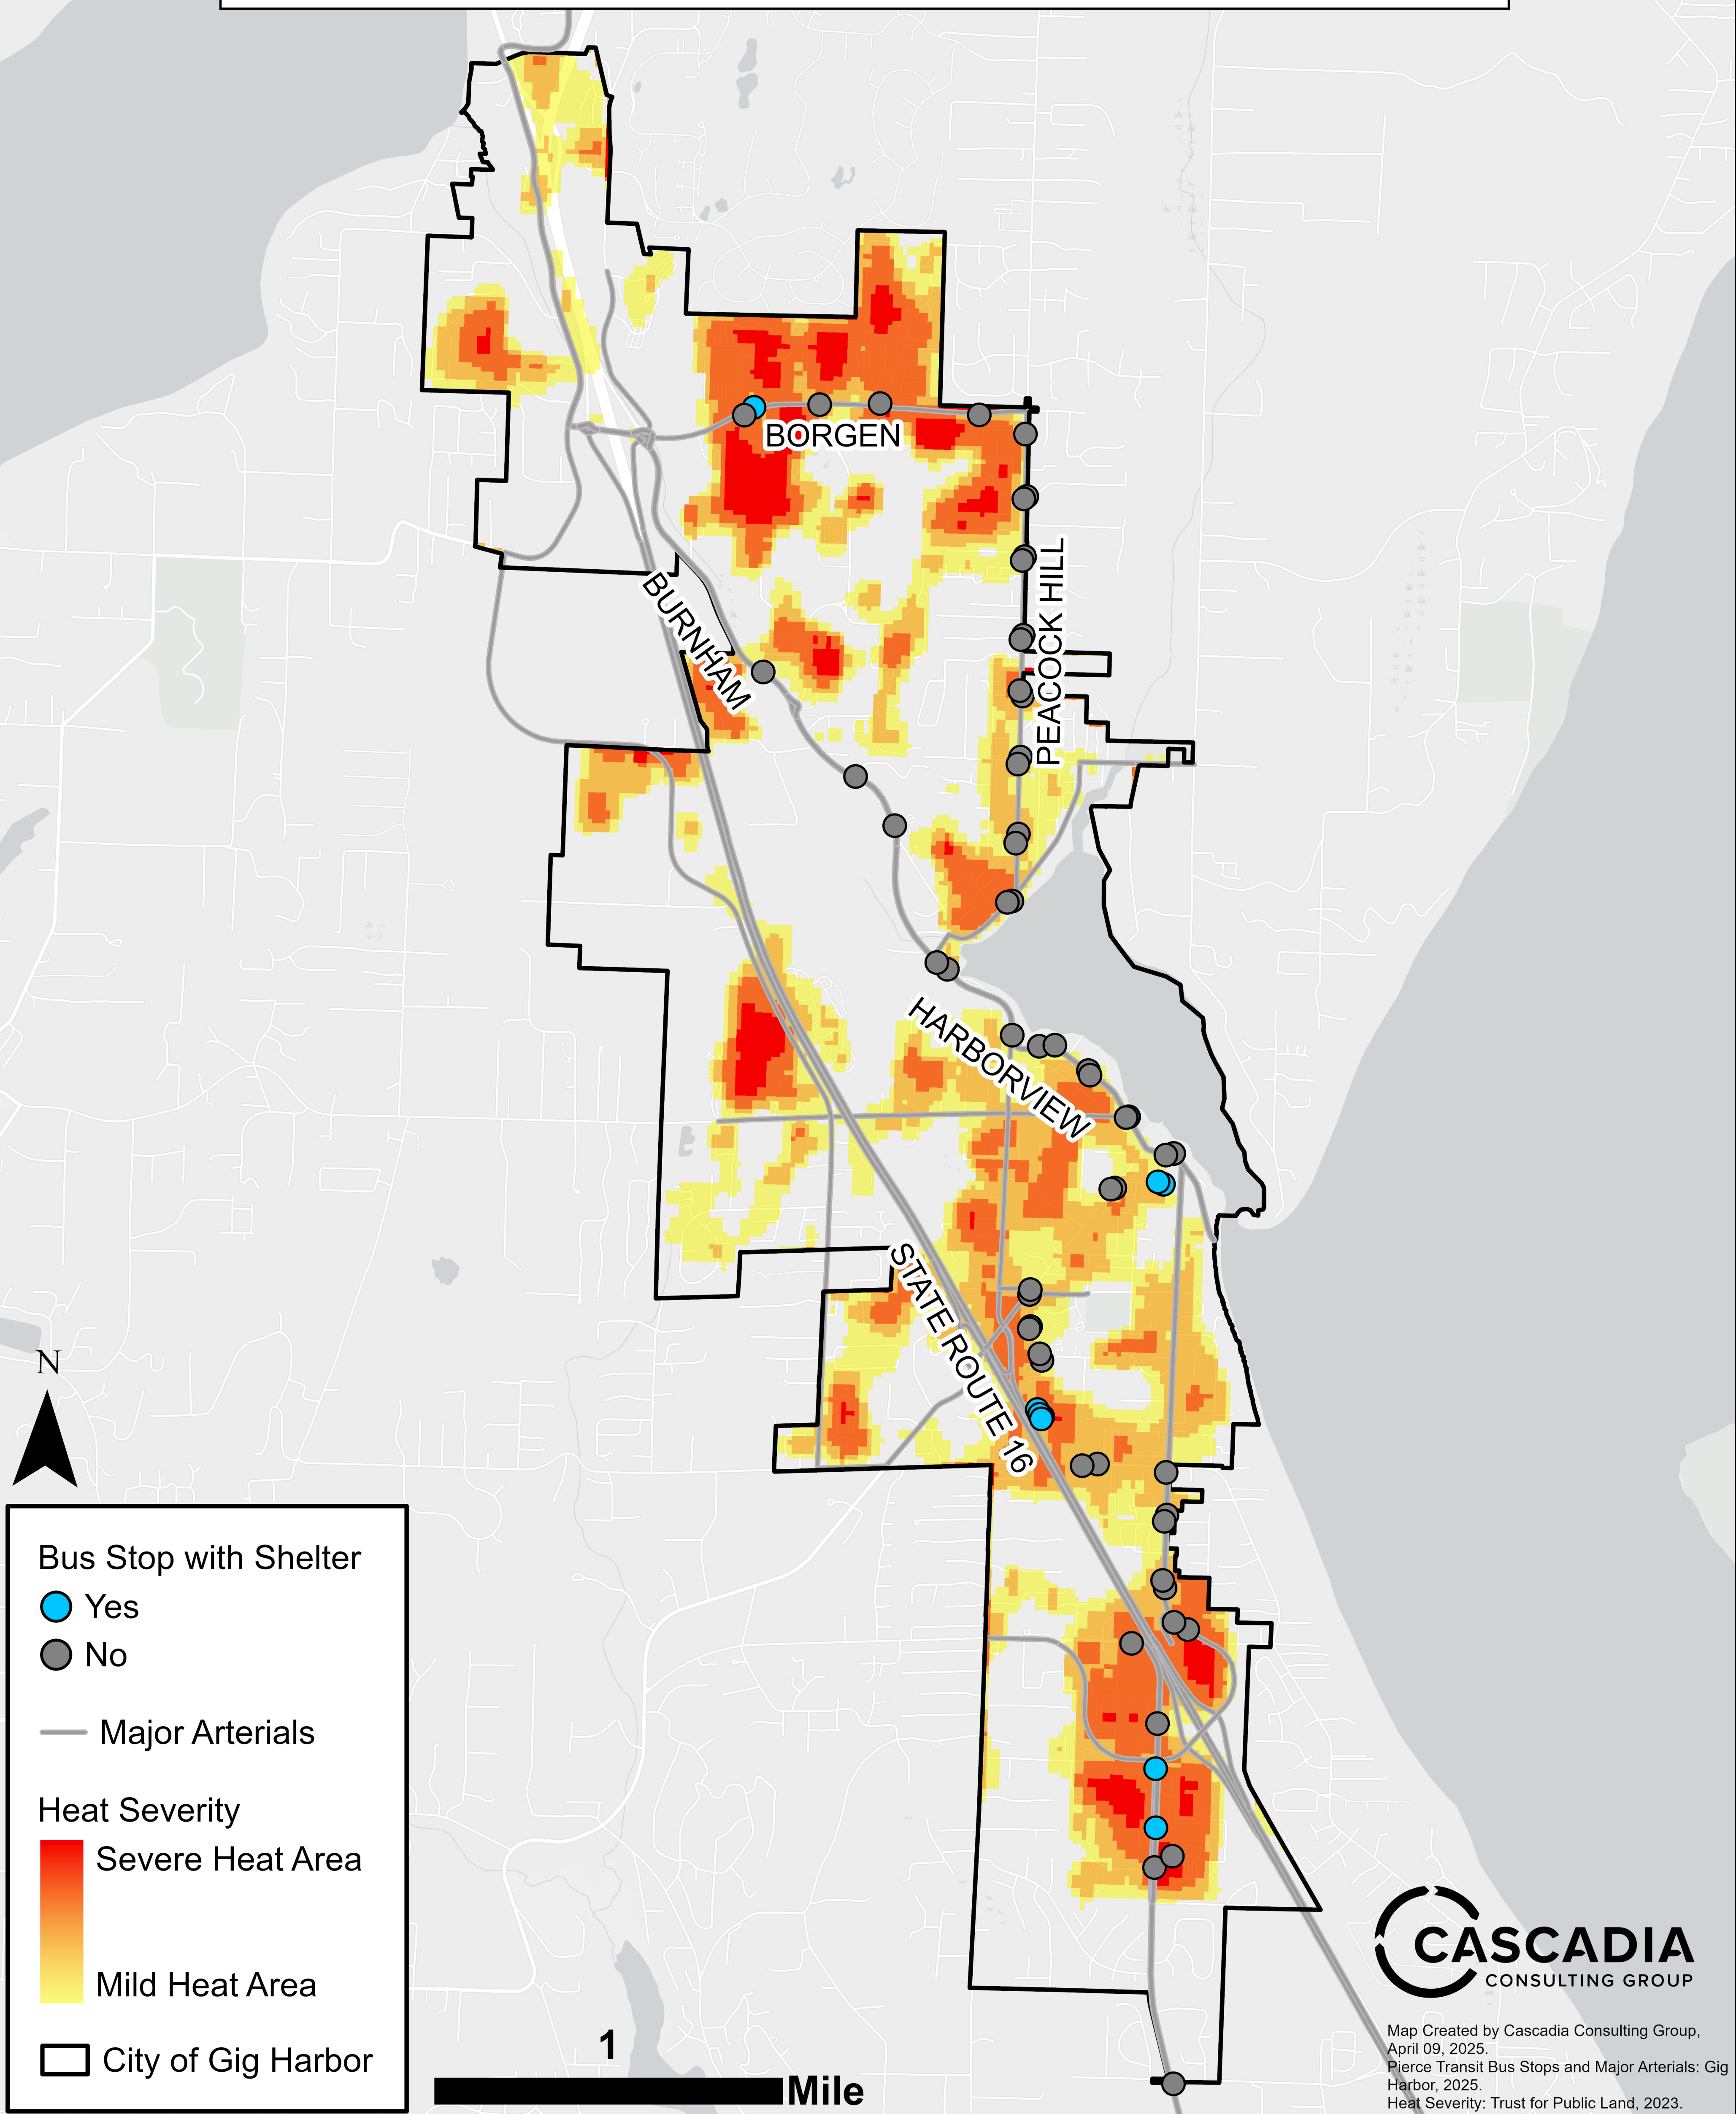 BORGEN
PEACOCK HILL
BURNHAM
HARBORVIEW
STATE ROUTE 16
N
Bus Stop with Shelter
Yes
No
Major Arterials
Heat Severity
Severe Heat Area
Mild Heat Area
City of Gig Harbor
1
Mile
CASCADIA
CONSULTING GROUP
Map Created by Cascadia Consulting Group,
April 09, 2025.
Pierce Transit Bus Stops and Major Arterials: Gig
Harbor, 2025.
Heat Severity: Trust for Public Land, 2023.